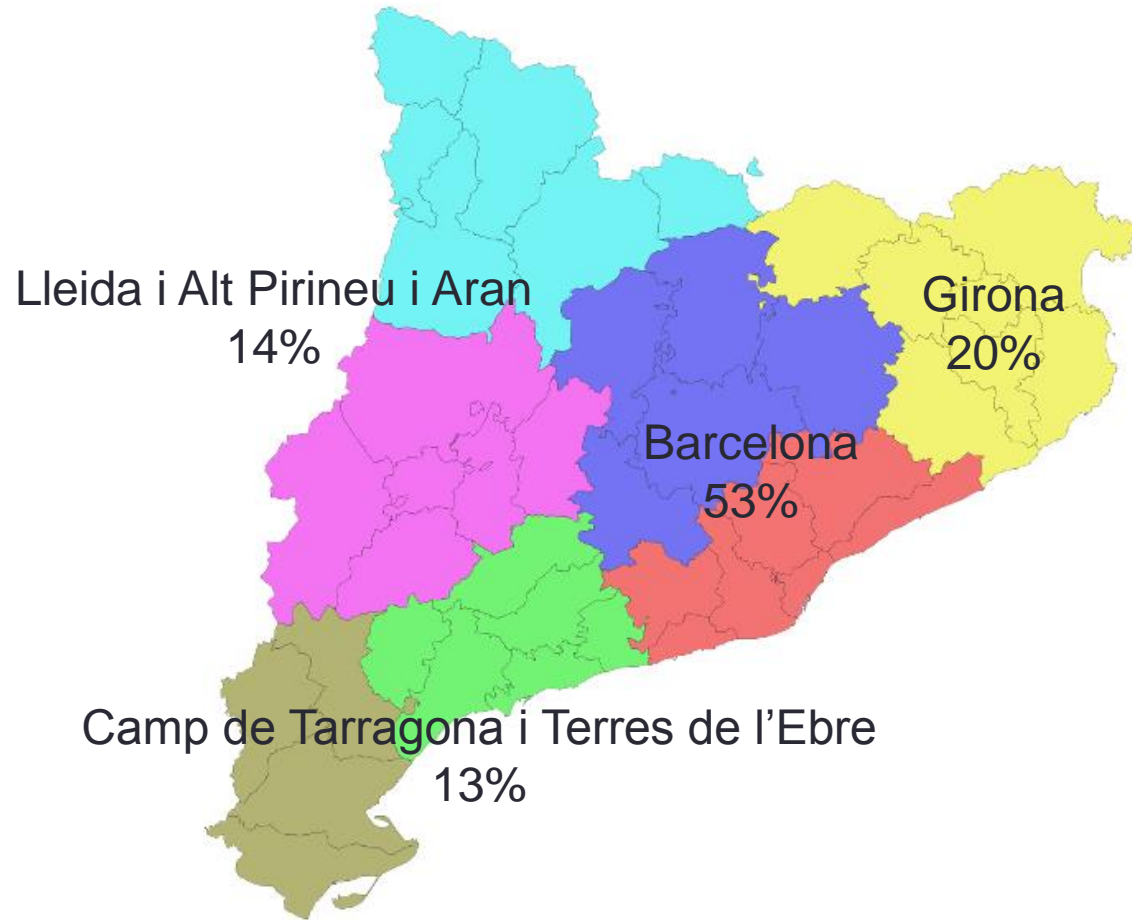 Lleida i Alt Pirineu i Aran
14%
Girona
20%
Barcelona
53%
Camp de Tarragona i Terres de l’Ebre
13%